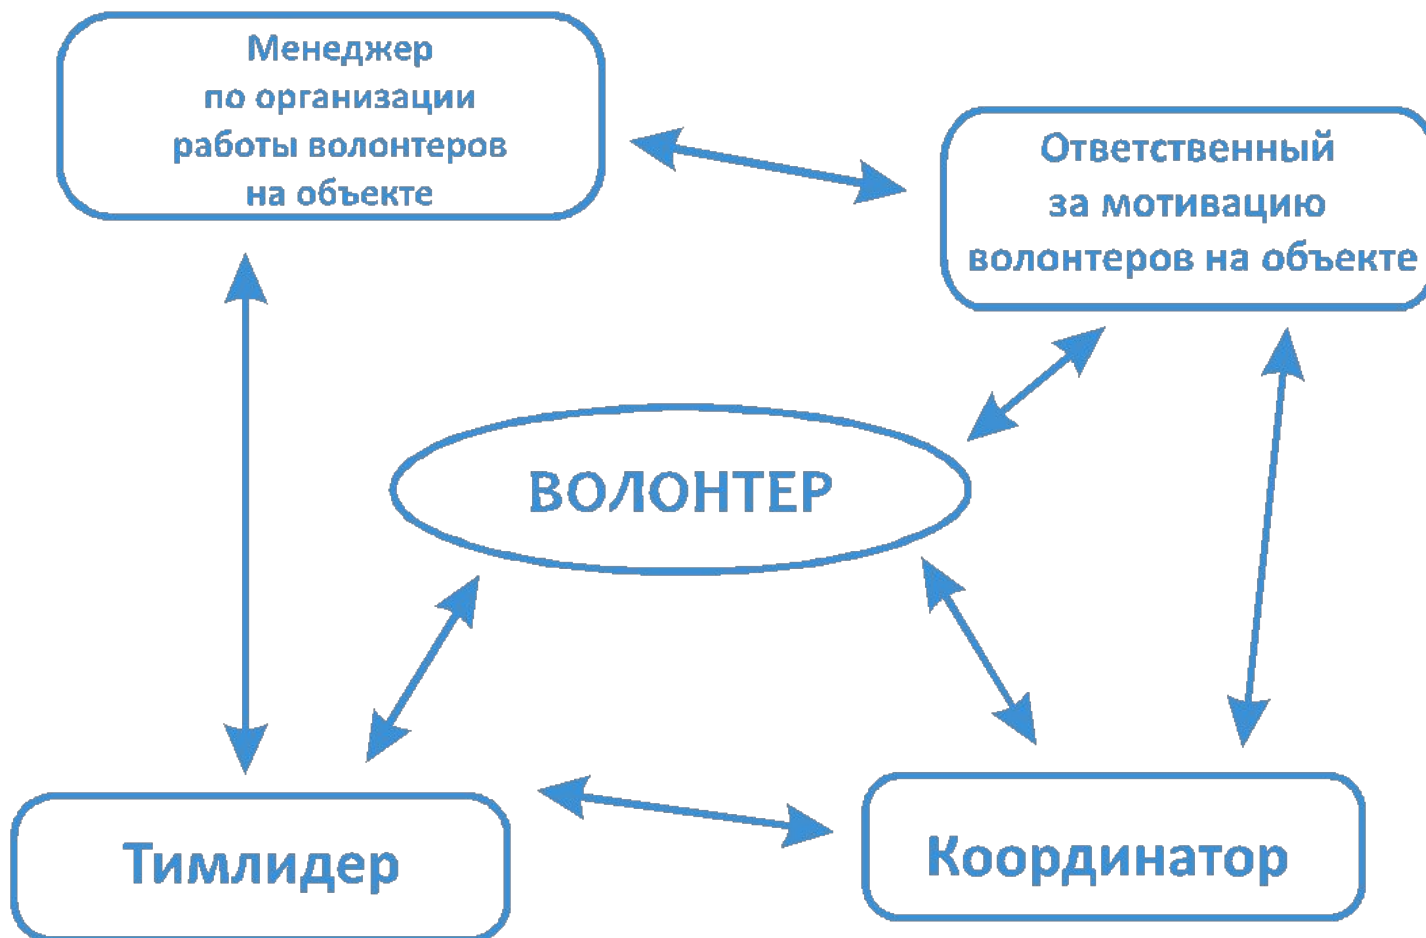 Менеджер
по организации
работы волонтеров
на объекте
Ответственный
за мотивацию
волонтеров на объекте
ВОЛОНТЕР
Тимлидер
Координатор